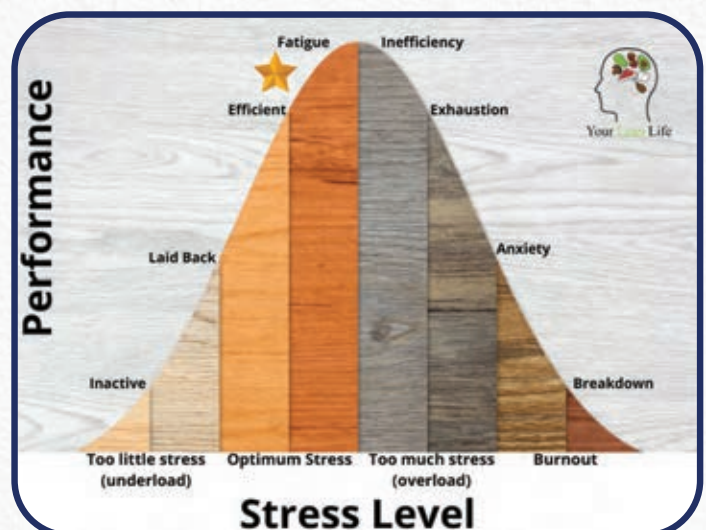 Performance
Fatigue
Inefficiency
Efficient
Exhaustion
Your Life
Laid Back
Anxiety
Inactive
Breakdown
Too little stress
(underload)
Optimum Stress
Too much stress
(overload)
Burnout
Stress Level